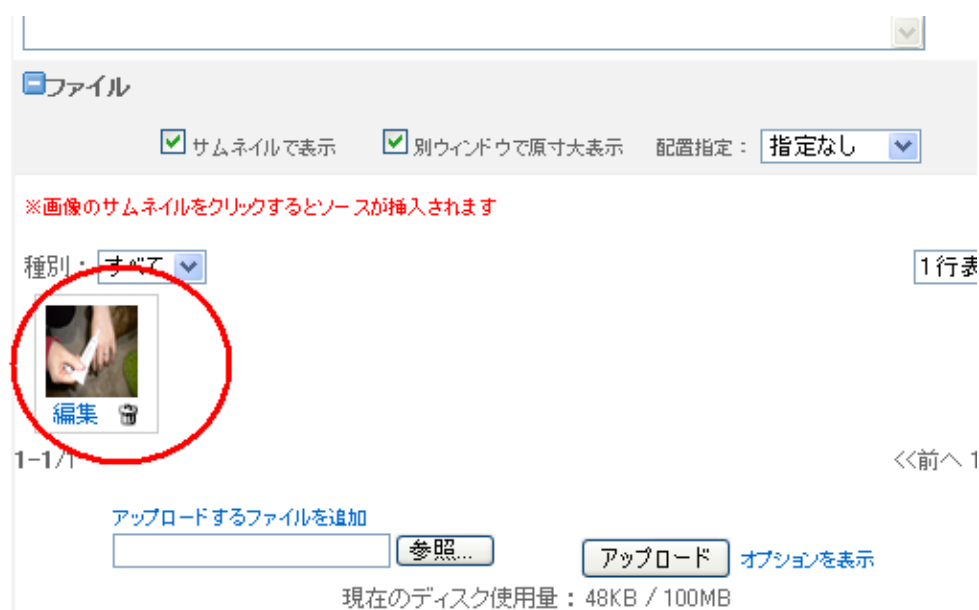 ファイル
サムネイルで表示 別ウィンドウで原寸大表示 配置指定： 指定なし
※画像のサムネイルをクリックするとソースが挿入されます
種別： すべて 1行表
編集
1-1/1 <<前へ 1
アップロードするファイルを追加
参照... アップロード オプションを表示
現在のディスク使用量：48KB / 100MB